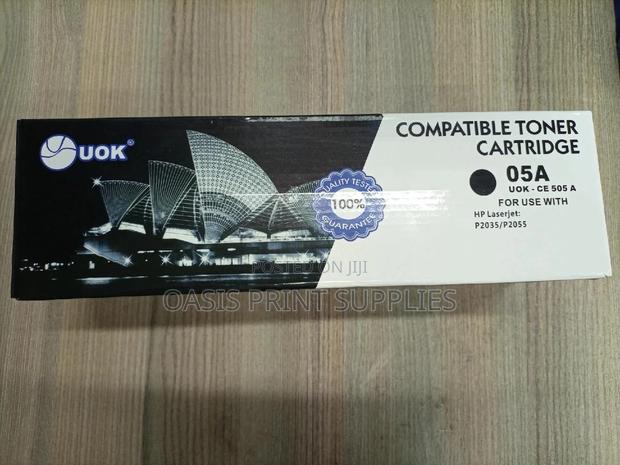 UOK®
COMPATIBLE TONER
CARTRIDGE
05A
UOK - CE 505 A
FOR USE WITH
HP Laserjet:
P2035/P2055
QUALITY TESTED
100%
GUARANTEE
POSTED ON JIJI
OASIS PRINT SUPPLIES